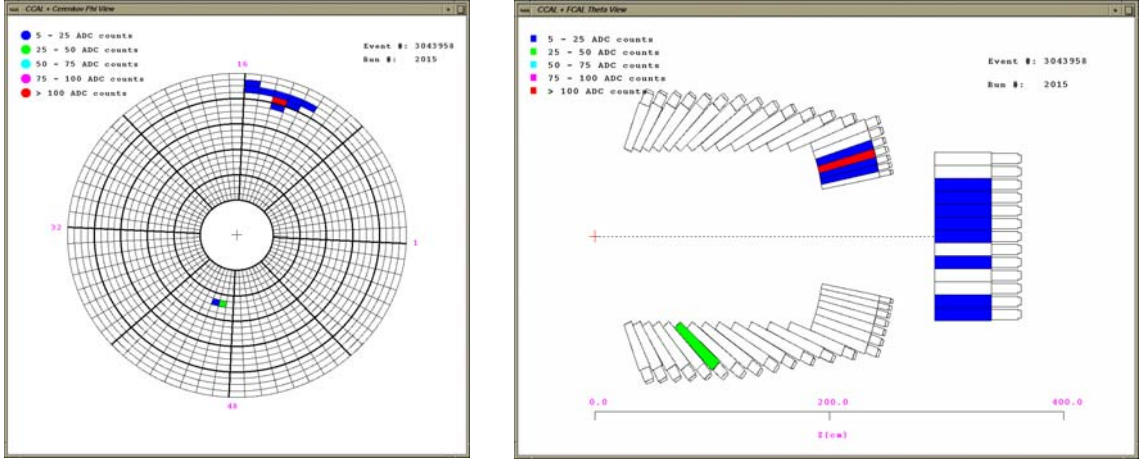 CCAL + Cerenkov Phi View
5 - 25 ADC counts
25 - 50 ADC counts
50 - 75 ADC counts
75 - 100 ADC counts
> 100 ADC counts
Event #: 3043958
Run #: 2015
16
32
1
48
CCAL + FCAL Theta View
5 - 25 ADC counts
25 - 50 ADC counts
50 - 75 ADC counts
75 - 100 ADC counts
> 100 ADC counts
Event #: 3043958
Run #: 2015
0.0 200.0 400.0
Z(cm)